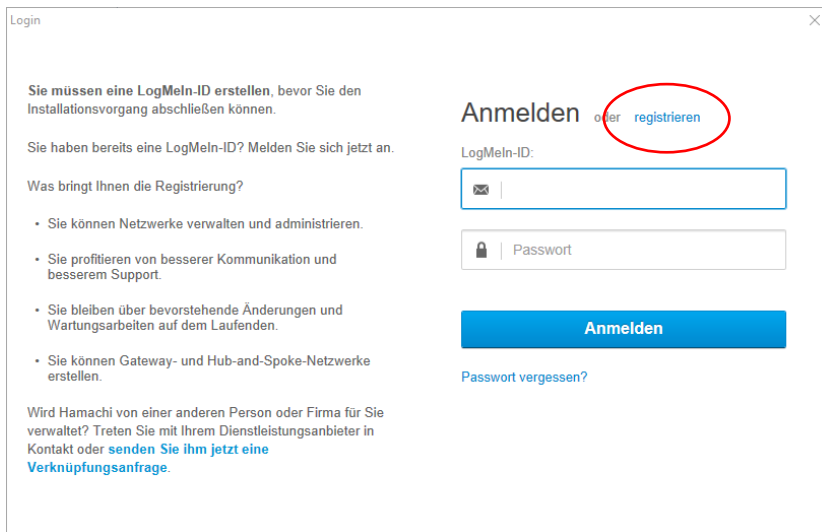 Login
Sie müssen eine LogMeIn-ID erstellen, bevor Sie den
Installationsvorgang abschließen können.
Sie haben bereits eine LogMeIn-ID? Melden Sie sich jetzt an.
Was bringt Ihnen die Registrierung?
• Sie können Netzwerke verwalten und administrieren.
• Sie profitieren von besserer Kommunikation und
besserem Support.
• Sie bleiben über bevorstehende Änderungen und
Wartungsarbeiten auf dem Laufenden.
• Sie können Gateway- und Hub-and-Spoke-Netzwerke
erstellen.
Wird Hamachi von einer anderen Person oder Firma für Sie
verwaltet? Treten Sie mit Ihrem Dienstleistungsanbieter in
Kontakt oder senden Sie ihm jetzt eine
Verknüpfungsanfrage.
Anmelden oder registrieren
LogMeIn-ID:
Passwort
Anmelden
Passwort vergessen?